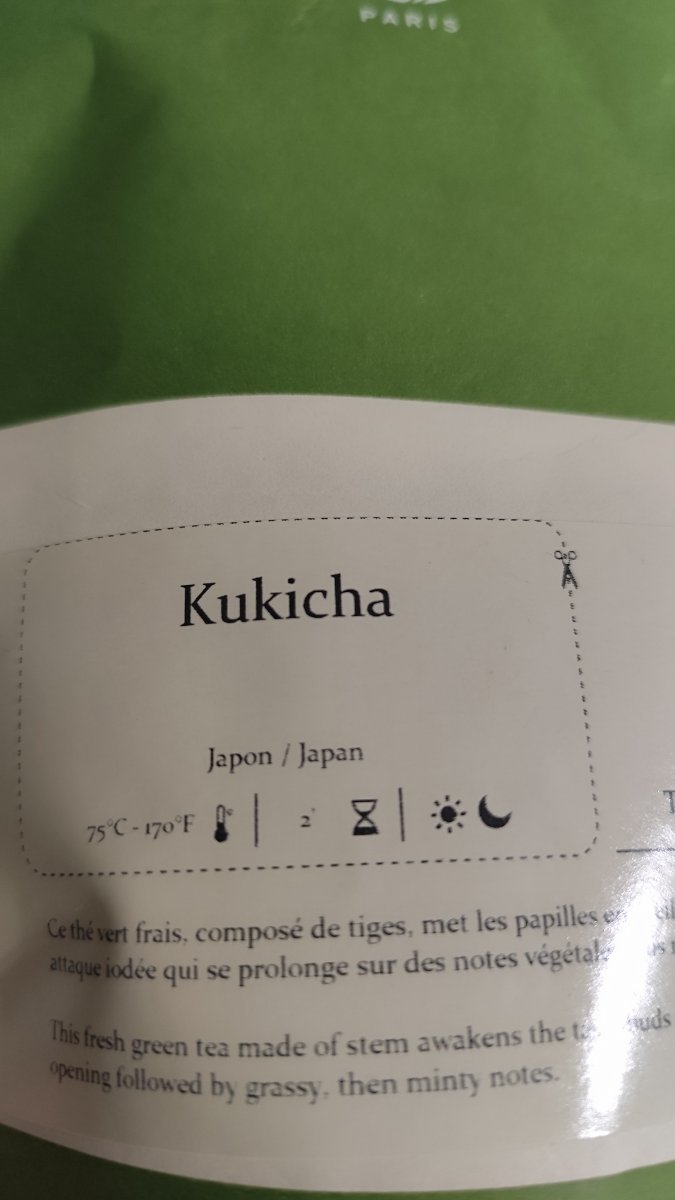 PARIS
Kukicha
Japon / Japan
75°C - 170°F
2'
Ce thé vert frais, composé de tiges, met les papilles
attaque iodée qui se prolonge sur des notes
This fresh green tea made of stem awakens the
opening followed by grassy, then minty notes.